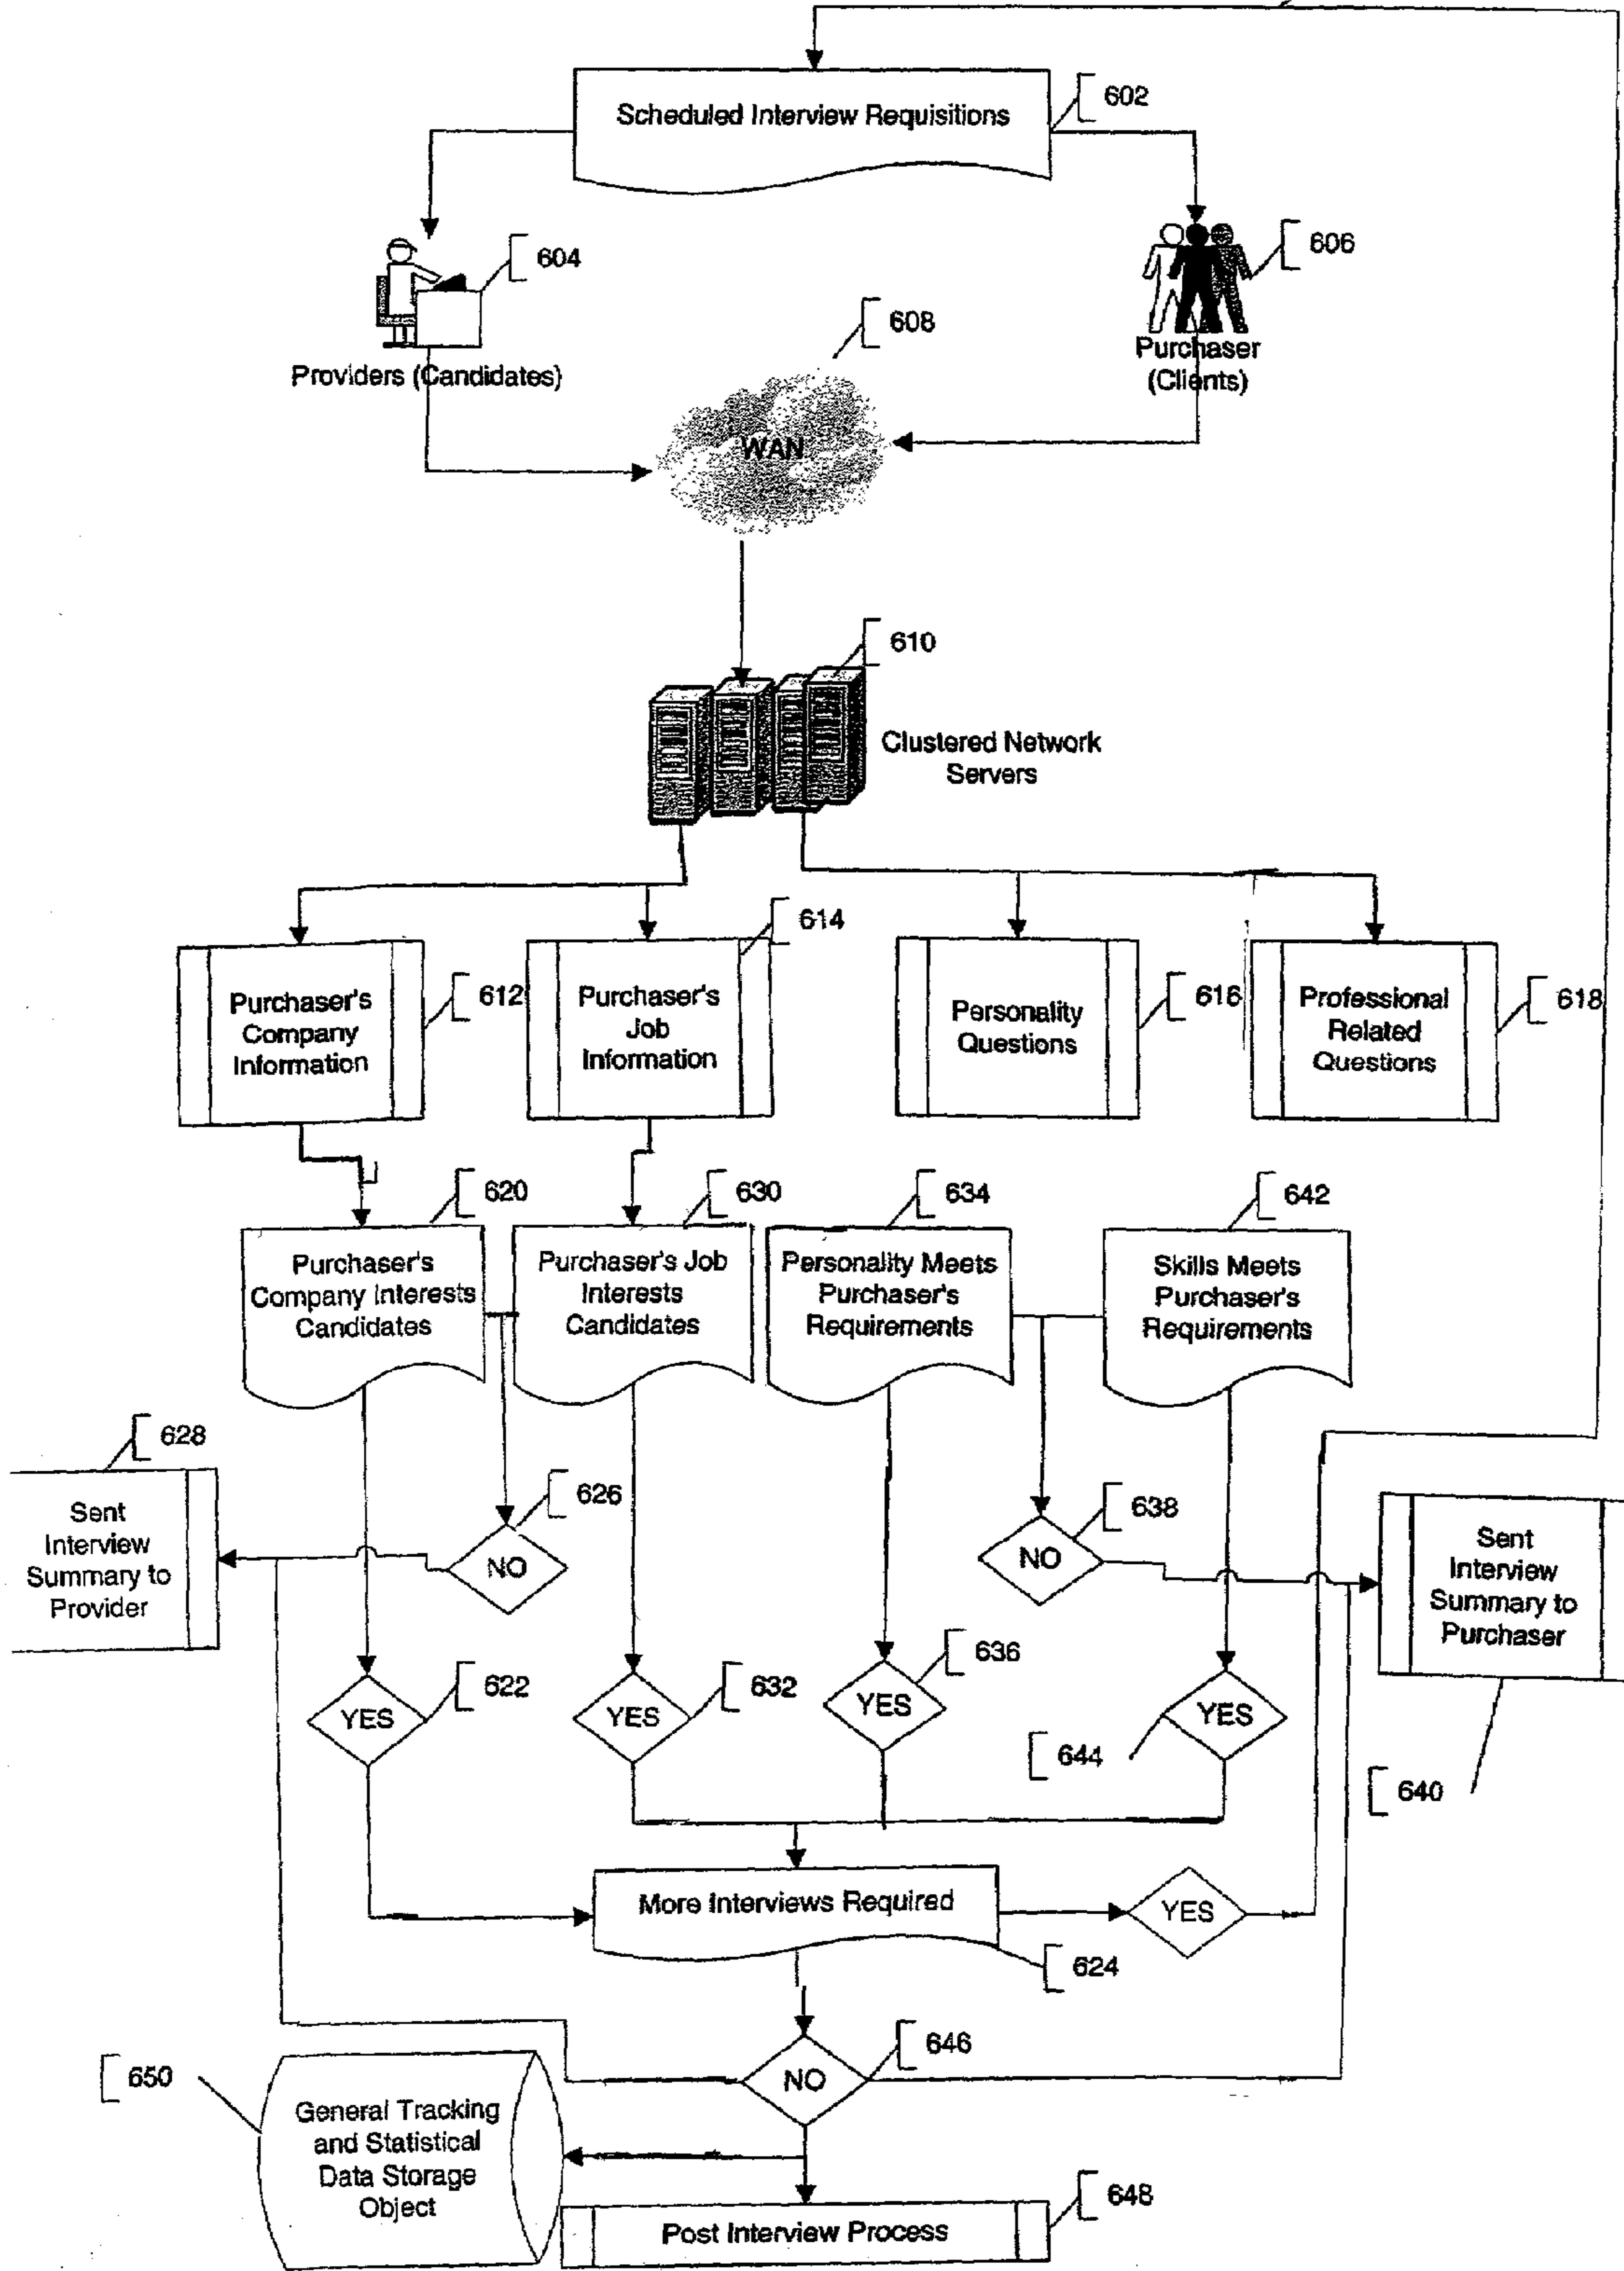 Scheduled Interview Requisitions
602
604
606
608
Providers (Candidates)
Purchaser
(Clients)
WAN
610
Clustered Network
Servers
614
Purchaser's
Company
Information
612
Purchaser's
Job
Information
Personality
Questions
616
Professional
Related
Questions
618
620
630
634
642
Purchaser's
Company Interests
Candidates
Purchaser's Job
Interests
Candidates
Personality Meets
Purchaser's
Requirements
Skills Meets
Purchaser's
Requirements
628
626
638
Sent
Interview
Summary to
Provider
NO
NO
Sent
Interview
Summary to
Purchaser
636
622
632
YES
YES
YES
YES
644
640
More Interviews Required
YES
624
646
NO
650
General Tracking
and Statistical
Data Storage
Object
648
Post Interview Process